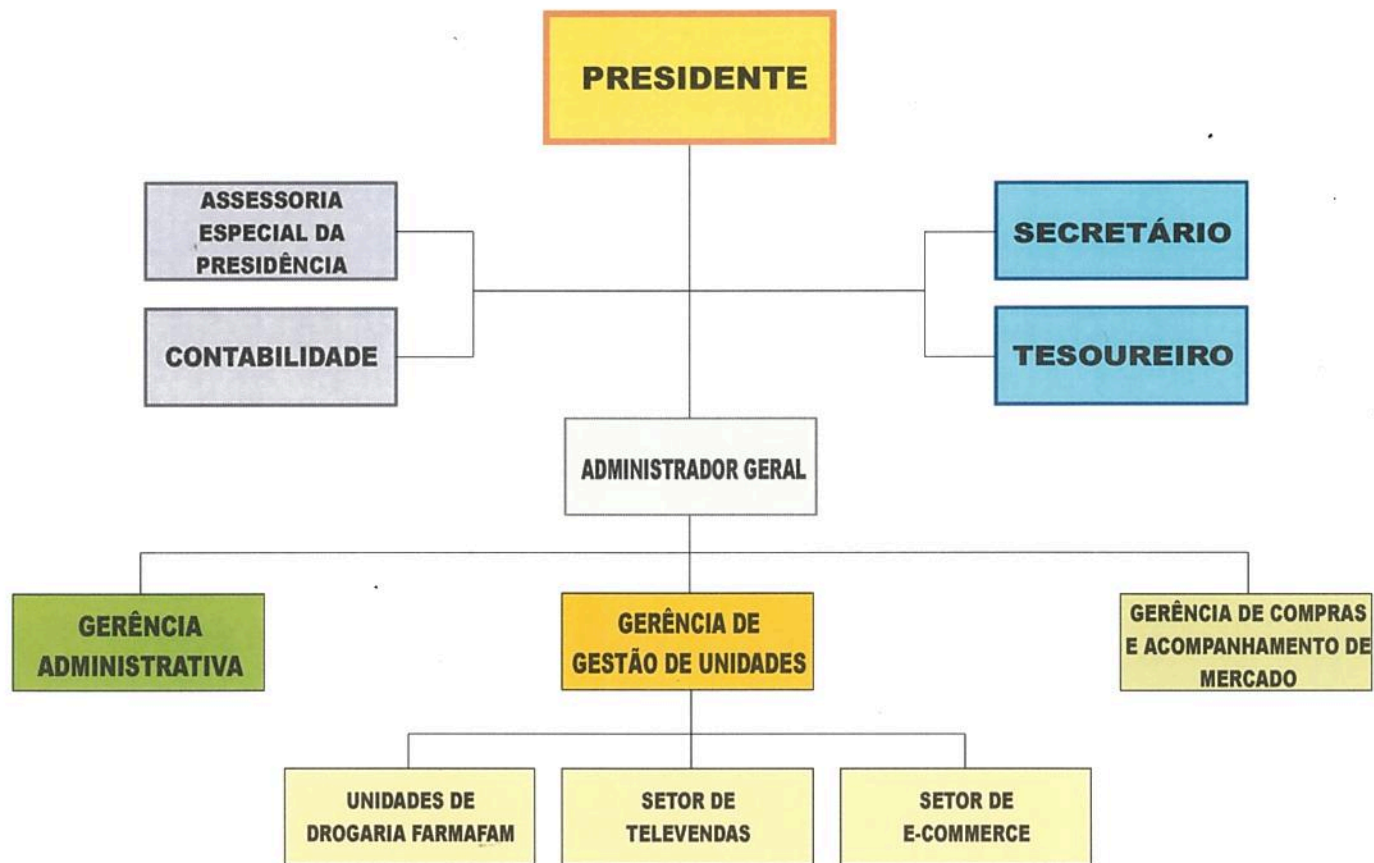 PRESIDENTE
ASSESSORIA
ESPECIAL DA
PRESIDÊNCIA
SECRETÁRIO
CONTABILIDADE
TESOUREIRO
ADMINISTRADOR GERAL
GERÊNCIA
ADMINISTRATIVA
GERÊNCIA DE
GESTÃO DE UNIDADES
GERÊNCIA DE COMPRAS
E ACOMPANHAMENTO DE
MERCADO
UNIDADES DE
DROGARIA FARMAFAM
SETOR DE
TELEVENDAS
SETOR DE
E-COMMERCE